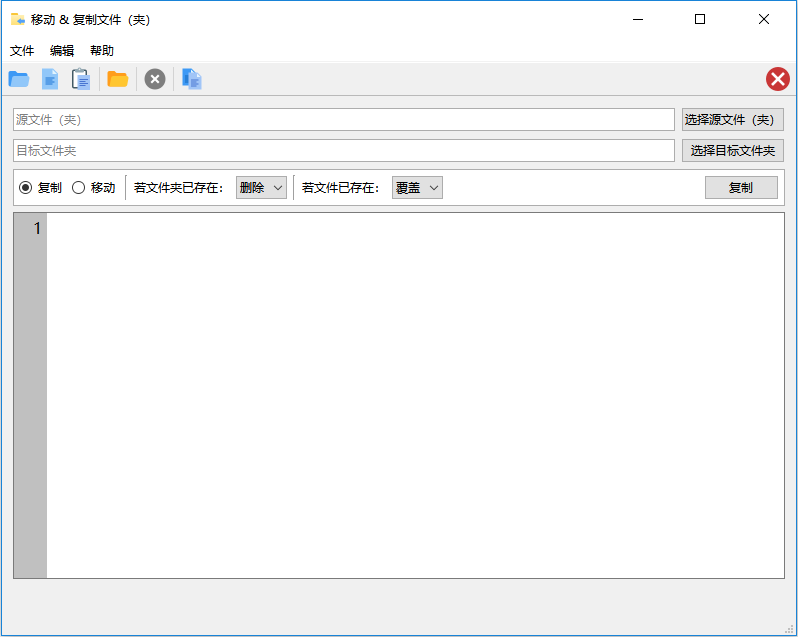 移动 & 复制文件（夹）
文件 编辑 帮助
源文件（夹） 选择源文件（夹）
目标文件夹 选择目标文件夹
复制 移动 若文件夹已存在： 删除 若文件已存在： 覆盖 复制
1